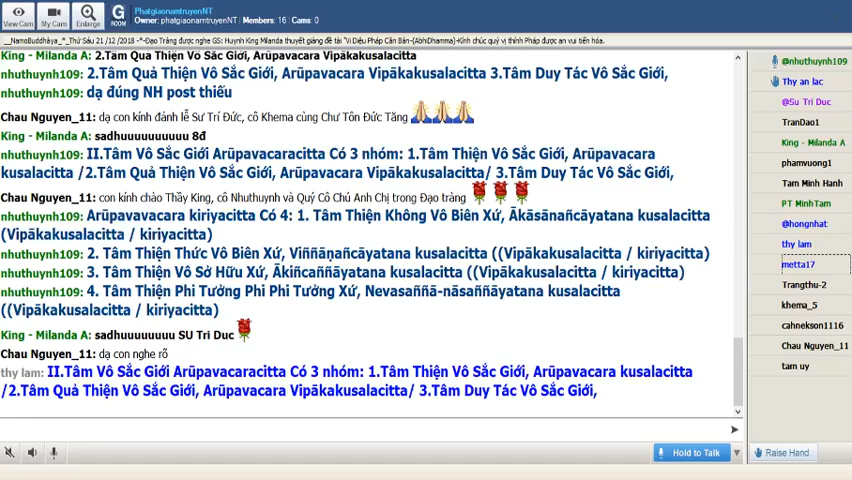 View Cam
My Cam
Enlarge
G
ROOM
PhatgiaonamtruyenNT
Owner: phatgiaonamtruyenNT | Members: 16 | Cams: 0
__NamoBuddhàya_*_Thứ Sáu 21 /12 /2018 -*-Đạo Tràng được nghe GS: Huynh King Milanda thuyết giảng đề tài "Vi Diệu Pháp Căn Bản-(AbhiDhamma)-Kính chúc quý vị thính Pháp được an vui tiến hóa.
King - Milanda A: 2.Tâm Quả Thiện Vô Sắc Giới, Arūpavacara Vipākakusalacitta
nhuthuynh109: 2.Tâm Quả Thiện Vô Sắc Giới, Arūpavacara Vipākakusalacitta 3.Tâm Duy Tác Vô Sắc Giới,
nhuthuynh109: dạ đúng NH post thiếu
Chau Nguyen_11: dạ con kính đảnh lễ Sư Trí Đức, cô Khema cùng Chư Tôn Đức Tăng
King - Milanda A: sadhuuuuuuuuu 8đ
nhuthuynh109: II.Tâm Vô Sắc Giới Arūpavacaracitta Có 3 nhóm: 1.Tâm Thiện Vô Sắc Giới, Arūpavacara
kusalacitta /2.Tâm Quả Thiện Vô Sắc Giới, Arūpavacara Vipākakusalacitta/ 3.Tâm Duy Tác Vô Sắc Giới,
Chau Nguyen_11: con kính chào Thầy King, cô Nhuthuynh và Quý Cô Chú Anh Chị trong Đạo tràng
nhuthuynh109: Arūpavavacara kiriyacitta Có 4: 1. Tâm Thiện Không Vô Biên Xứ, Ākāsānañcāyatana kusalacitta
(Vipākakusalacitta / kiriyacitta)
nhuthuynh109: 2. Tâm Thiện Thức Vô Biên Xứ, Viññāṇañcāyatana kusalacitta ((Vipākakusalacitta / kiriyacitta)
nhuthuynh109: 3. Tâm Thiện Vô Sở Hữu Xứ, Ākiñcaññāyatana kusalacitta ((Vipākakusalacitta / kiriyacitta)
nhuthuynh109: 4. Tâm Thiện Phi Tưởng Phi Phi Tưởng Xứ, Nevasaññā-nāsaññāyatana kusalacitta
((Vipākakusalacitta / kiriyacitta)
King - Milanda A: sadhuuuuuuuu SU Tri Duc
Chau Nguyen_11: dạ con nghe rõ
thy lam: II.Tâm Vô Sắc Giới Arūpavacaracitta Có 3 nhóm: 1.Tâm Thiện Vô Sắc Giới, Arūpavacara kusalacitta
/2.Tâm Quả Thiện Vô Sắc Giới, Arūpavacara Vipākakusalacitta/ 3.Tâm Duy Tác Vô Sắc Giới,
@nhuthuynh109
Thy an lac
@Su Tri Duc
TranDao1
King - Milanda A
phamvuong1
Tam Minh Hanh
PT MinhTam
@hongnhat
thy lam
metta17
Trangthu-2
khema_5
cahnekson1116
Chau Nguyen_11
tam uy
Hold to Talk
Raise Hand